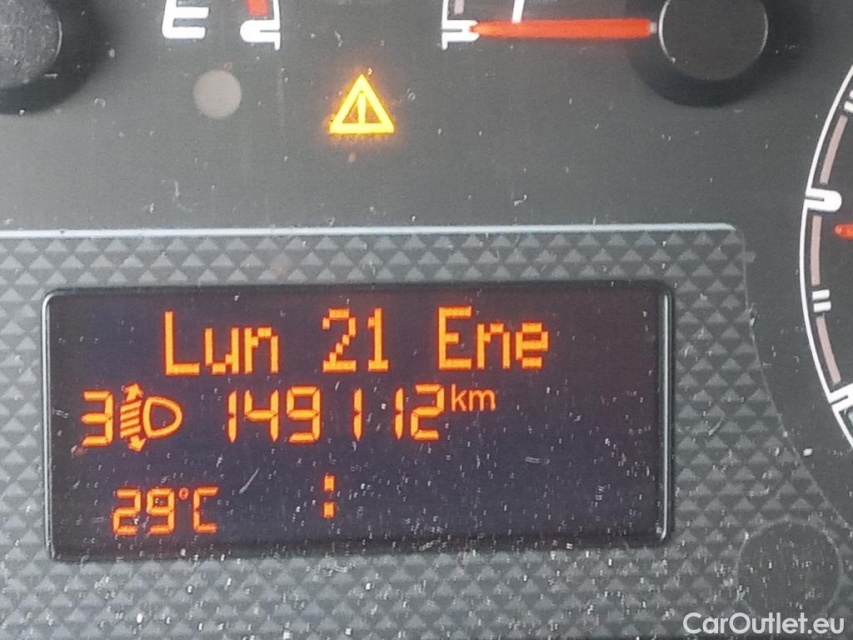 E
Lun 21 Ene
3 149112 km
29°C :
CarOutlet.eu